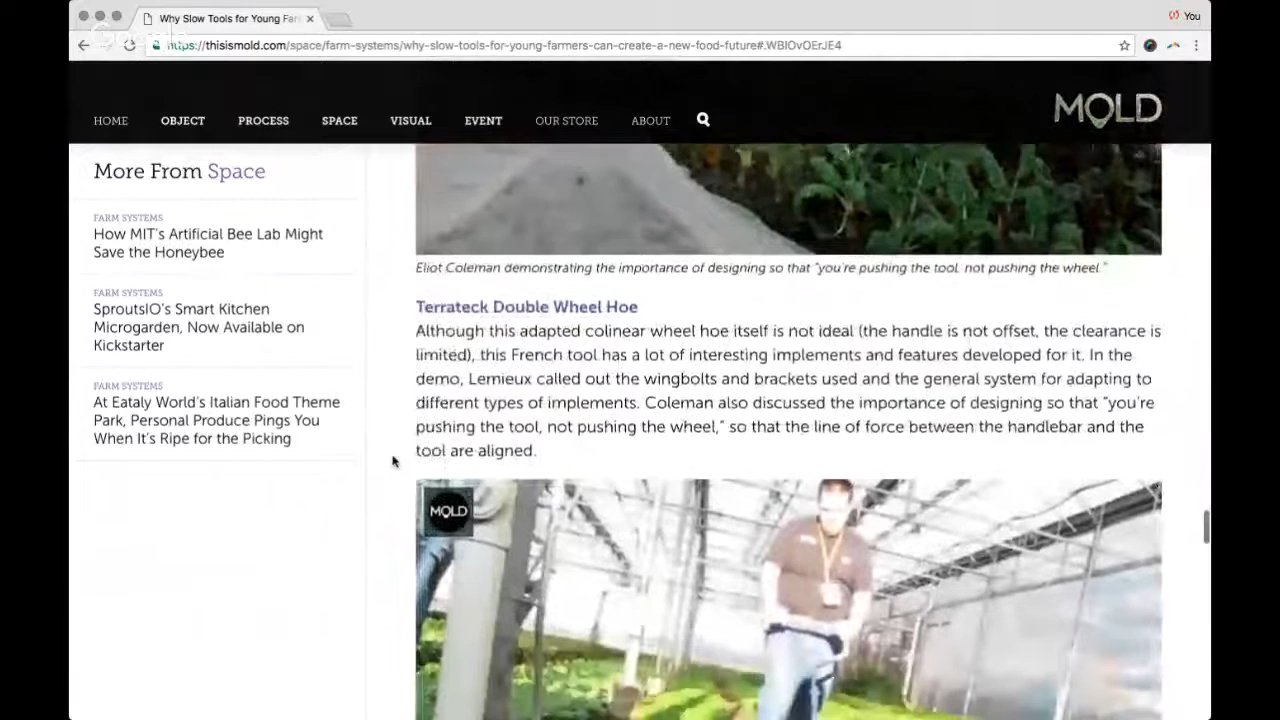 Why Slow Tools for Young Far
You
https://thisismold.com/space/farm-systems/why-slow-tools-for-young-farmers-can-create-a-new-food-future#.WBIOvOErJE4
HOME OBJECT PROCESS SPACE VISUAL EVENT OUR STORE ABOUT
MOLD
More From Space
FARM SYSTEMS
How MIT's Artificial Bee Lab Might
Save the Honeybee
FARM SYSTEMS
SproutsIO's Smart Kitchen
Microgarden, Now Available on
Kickstarter
FARM SYSTEMS
At Eataly World's Italian Food Theme
Park, Personal Produce Pings You
When It's Ripe for the Picking
Eliot Coleman demonstrating the importance of designing so that "you're pushing the tool, not pushing the wheel."
Terrateck Double Wheel Hoe
Although this adapted colinear wheel hoe itself is not ideal (the handle is not offset, the clearance is
limited), this French tool has a lot of interesting implements and features developed for it. In the
demo, Lemieux called out the wingbolts and brackets used and the general system for adapting to
different types of implements. Coleman also discussed the importance of designing so that "you're
pushing the tool, not pushing the wheel," so that the line of force between the handlebar and the
tool are aligned.
MOLD